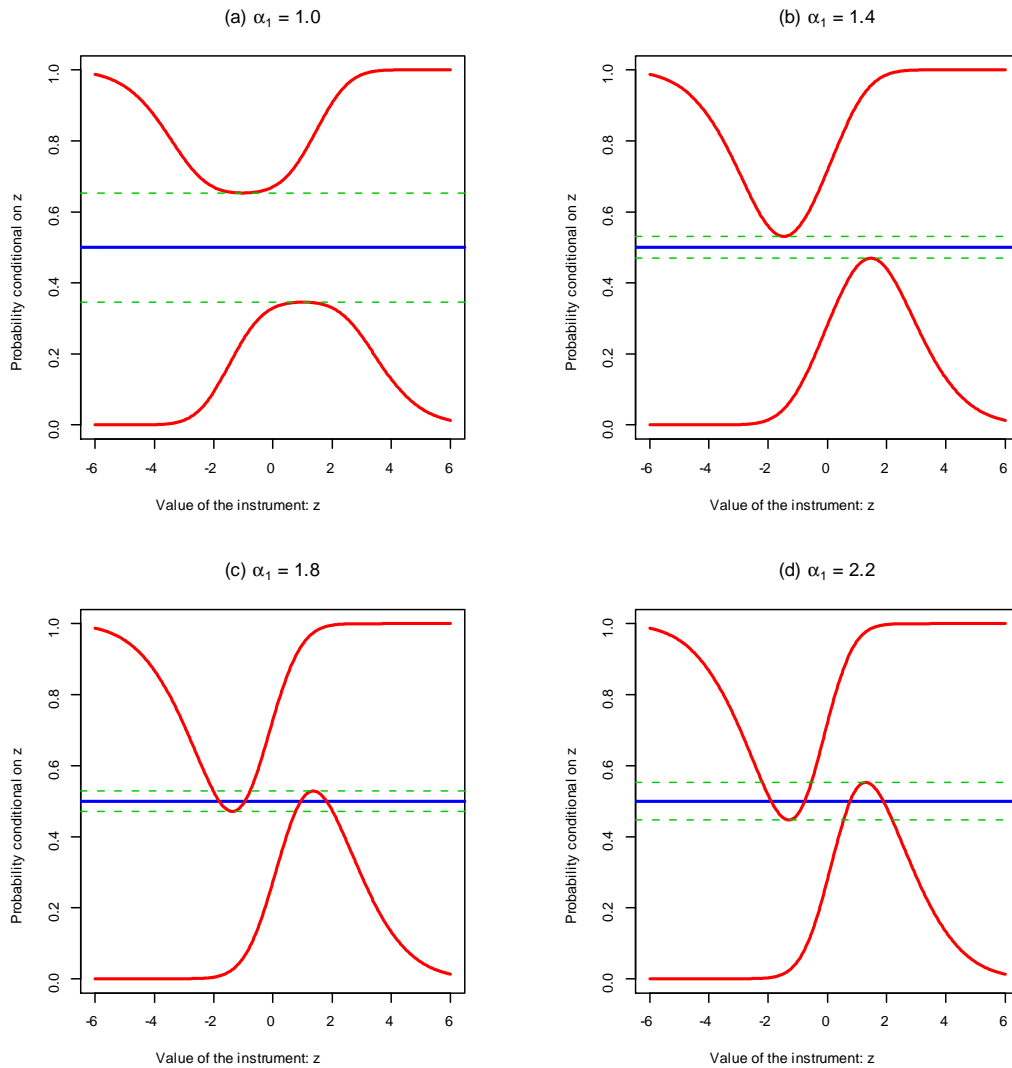 (a) α₁ = 1.0
Probability conditional on z
1.0
0.8
0.6
0.4
0.2
0.0
-6 -4 -2 0 2 4 6
Value of the instrument: z
(b) α₁ = 1.4
Probability conditional on z
1.0
0.8
0.6
0.4
0.2
0.0
-6 -4 -2 0 2 4 6
Value of the instrument: z
(c) α₁ = 1.8
Probability conditional on z
1.0
0.8
0.6
0.4
0.2
0.0
-6 -4 -2 0 2 4 6
Value of the instrument: z
(d) α₁ = 2.2
Probability conditional on z
1.0
0.8
0.6
0.4
0.2
0.0
-6 -4 -2 0 2 4 6
Value of the instrument: z